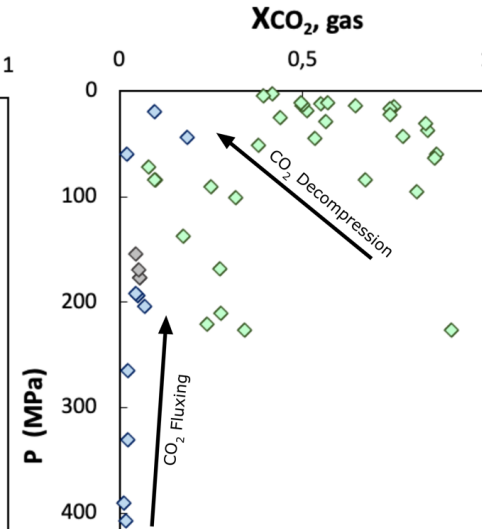 XCO₂, gas
1
0
0,5
0
100
200
300
400
P (MPa)
CO₂ Decompression
CO₂ Fluxing